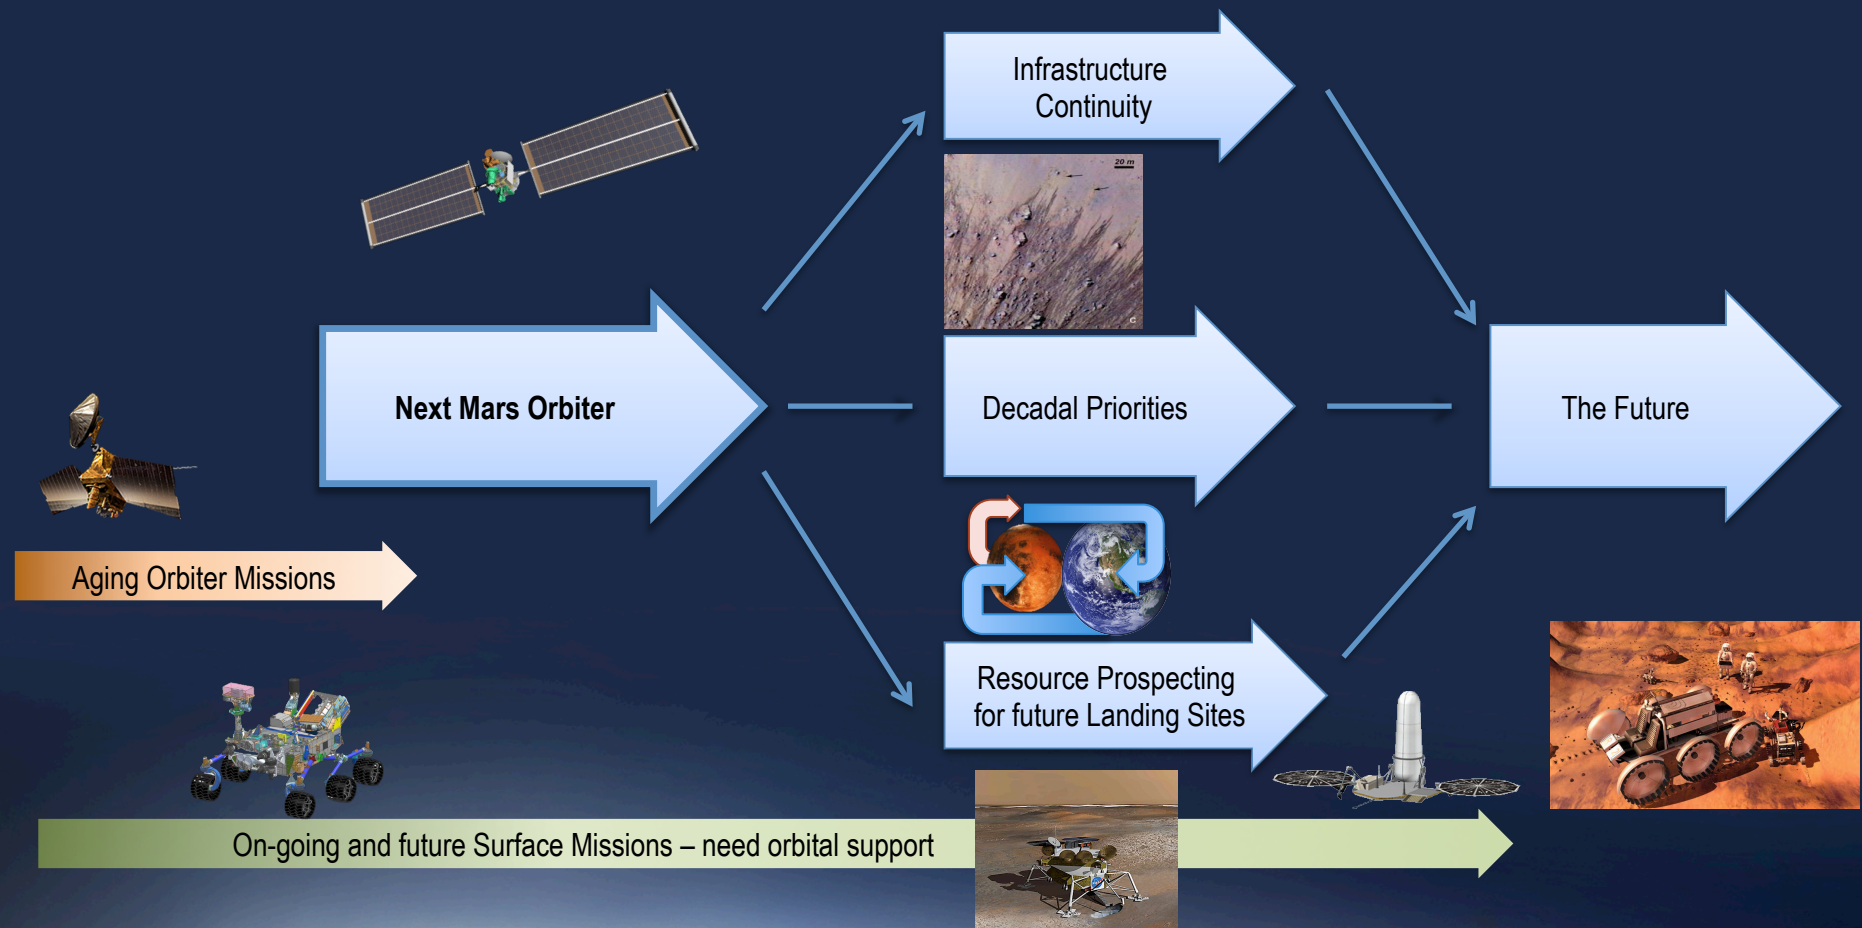 Infrastructure
Continuity
20 m
C
Next Mars Orbiter
Decadal Priorities
The Future
Aging Orbiter Missions
Resource Prospecting
for future Landing Sites
On-going and future Surface Missions – need orbital support